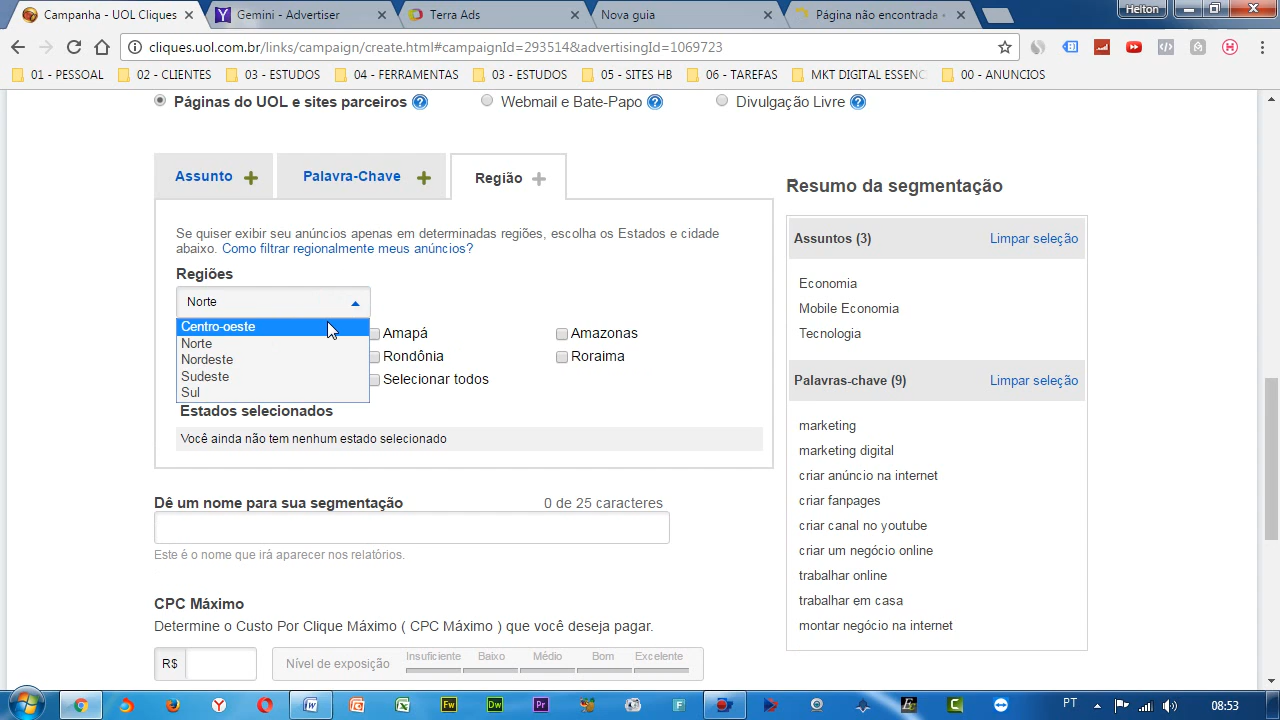 Campanha - UOL Cliques
Gemini - Advertiser
Terra Ads
Nova guia
Página não encontrada
Helton
cliques.uol.com.br/links/campaign/create.html#campaignId=293514&advertisingId=1069723
01 - PESSOAL
02 - CLIENTES
03 - ESTUDOS
04 - FERRAMENTAS
03 - ESTUDOS
05 - SITES HB
06 - TAREFAS
MKT DIGITAL ESSENC
00 - ANUNCIOS
Páginas do UOL e sites parceiros ?
Webmail e Bate-Papo ?
Divulgação Livre ?
Assunto
Palavra-Chave
Região
Se quiser exibir seu anúncios apenas em determinadas regiões, escolha os Estados e cidade
abaixo. Como filtrar regionalmente meus anúncios?
Regiões
Norte
Centro-oeste
Norte
Nordeste
Sudeste
Sul
Amapá
Amazonas
Rondônia
Roraima
Selecionar todos
Estados selecionados
Você ainda não tem nenhum estado selecionado
Dê um nome para sua segmentação
0 de 25 caracteres
Este é o nome que irá aparecer nos relatórios.
CPC Máximo
Determine o Custo Por Clique Máximo ( CPC Máximo ) que você deseja pagar.
R$
Nível de exposição
Insuficiente
Baixo
Médio
Bom
Excelente
Resumo da segmentação
Assuntos (3)
Limpar seleção
Economia
Mobile Economia
Tecnologia
Palavras-chave (9)
Limpar seleção
marketing
marketing digital
criar anúncio na internet
criar fanpages
criar canal no youtube
criar um negócio online
trabalhar online
trabalhar em casa
montar negócio na internet
Fw
Dw
Pr
F
PT
08:53